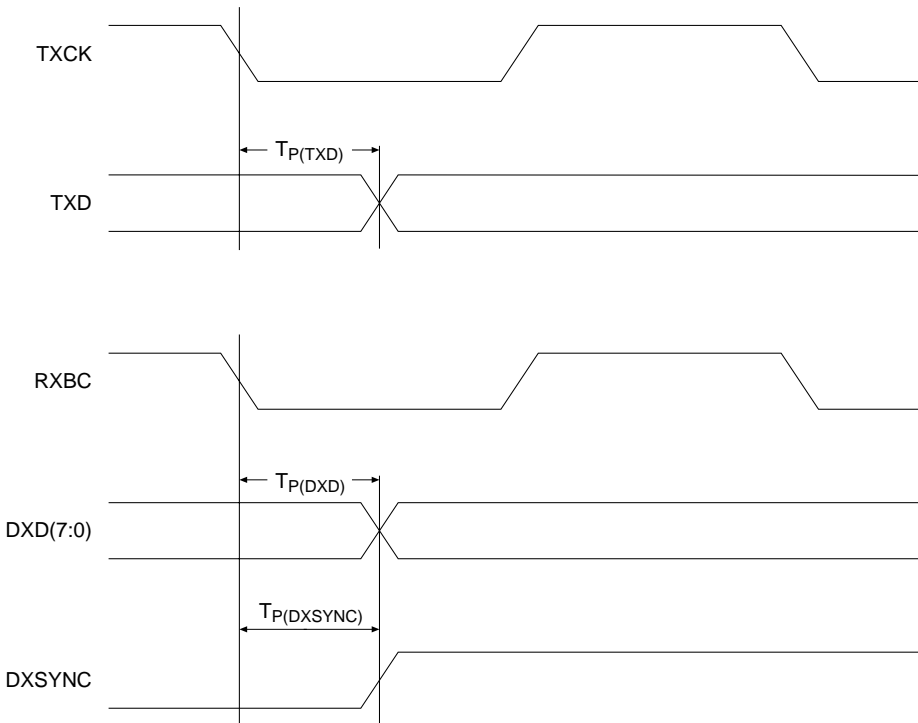 TXCK
TP(TXD)
TXD
RXBC
TP(DXD)
DXD(7:0)
TP(DXSYNC)
DXSYNC